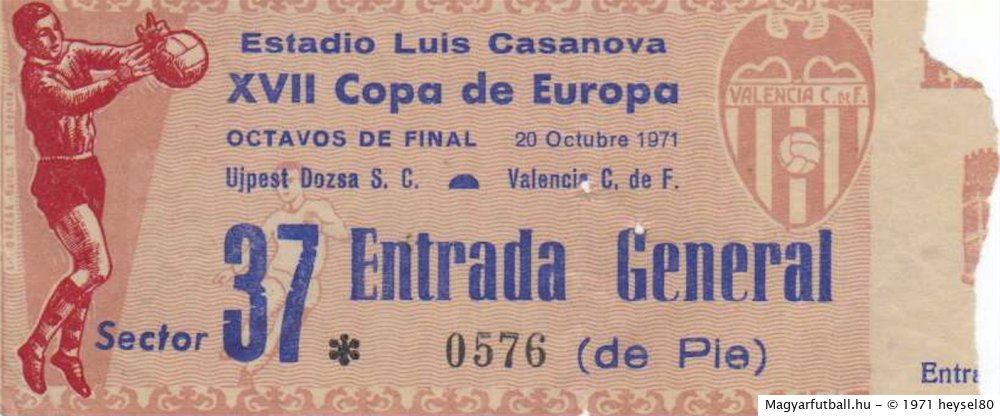 Estadio Luis Casanova
XVII Copa de Europa
OCTAVOS DE FINAL 20 Octubre 1971
Ujpest Dozsa S. C. Valencia C. de F.
VALENCIA C. DE F.
37 Entrada General
Sector
* 0576 (de Pie)
Entra
Magyarfutball.hu – © 1971 heysel80